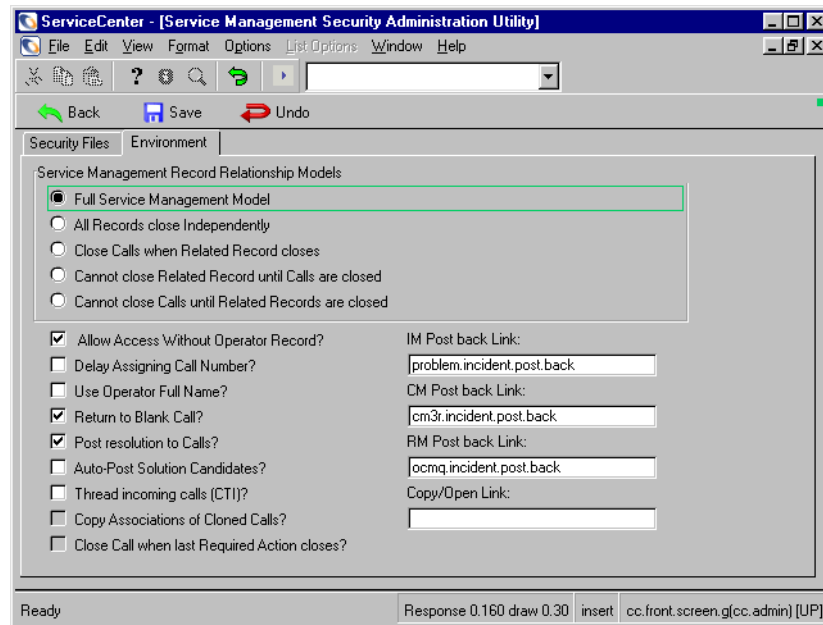 ServiceCenter - [Service Management Security Administration Utility]
File Edit View Format Options List Options Window Help
Back Save Undo
Security Files Environment
Service Management Record Relationship Models
Full Service Management Model
All Records close Independently
Close Calls when Related Record closes
Cannot close Related Record until Calls are closed
Cannot close Calls until Related Records are closed
Allow Access Without Operator Record? IM Post back Link:
Delay Assigning Call Number? problem.incident.post.back
Use Operator Full Name? CM Post back Link:
Return to Blank Call? cm3r.incident.post.back
Post resolution to Calls? RM Post back Link:
Auto-Post Solution Candidates? ocmq.incident.post.back
Thread incoming calls (CTI)? Copy/Open Link:
Copy Associations of Cloned Calls?
Close Call when last Required Action closes?
Ready Response 0.160 draw 0.30 insert cc.front.screen.g(cc.admin) [UP]